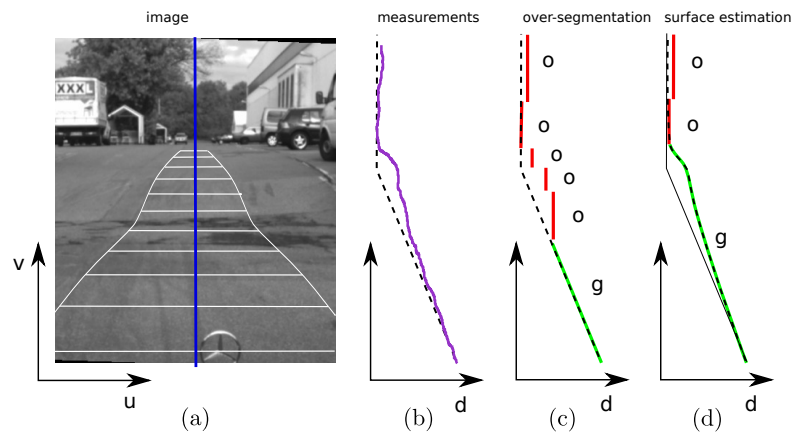 image
measurements
over-segmentation
surface estimation
XXXL
o
o
o
o
o
o
o
g
g
v
u
d
d
d
(a)
(b)
(c)
(d)